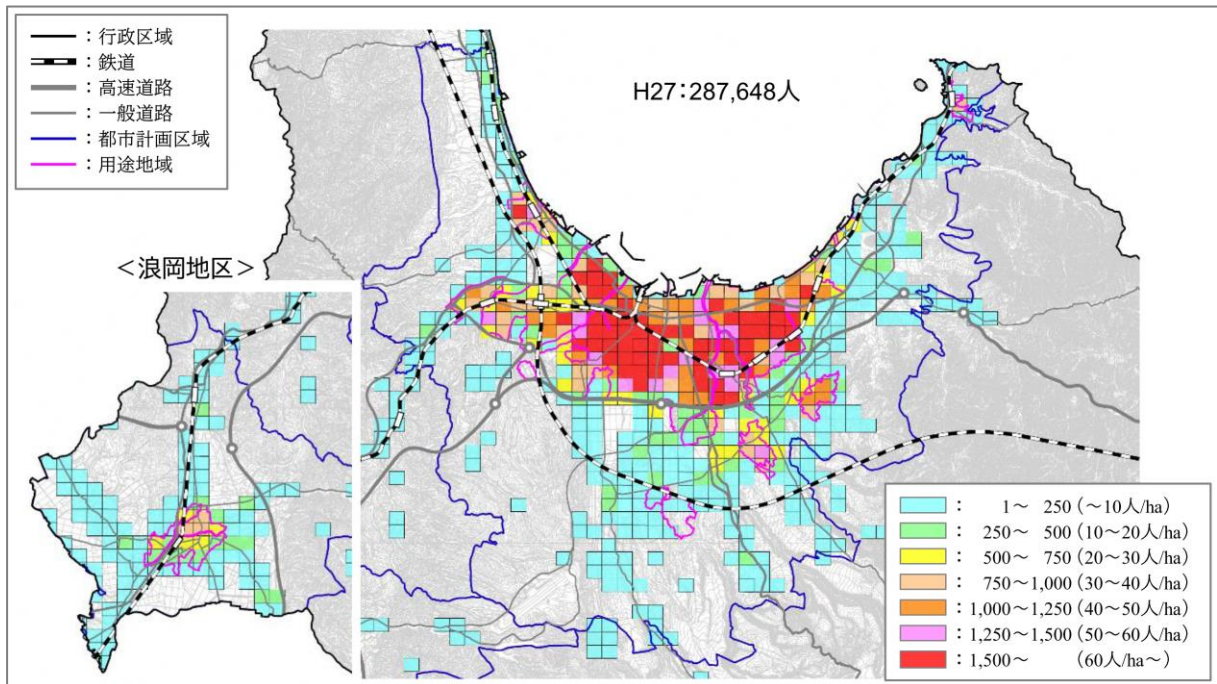 ：行政区域
：鉄道
：高速道路
：一般道路
：都市計画区域
：用途地域
H27：287,648人
＜浪岡地区＞
： 1～ 250（～10人/ha）
： 250～ 500（10～20人/ha）
： 500～ 750（20～30人/ha）
： 750～1,000（30～40人/ha）
：1,000～1,250（40～50人/ha）
：1,250～1,500（50～60人/ha）
：1,500～ （60人/ha～）